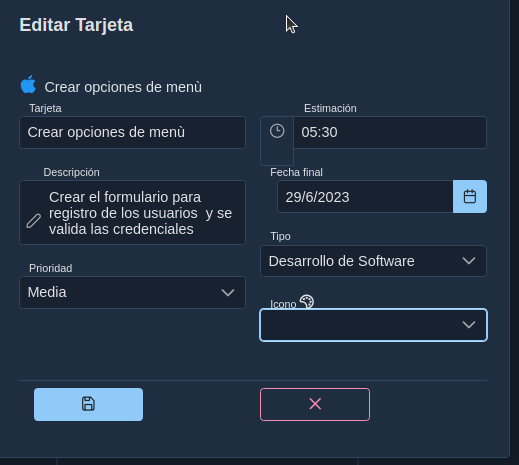 Editar Tarjeta
Crear opciones de menù
Tarjeta
Crear opciones de menù
Estimación
05:30
Descripción
Crear el formulario para
registro de los usuarios  y se
valida las credenciales
Fecha final
29/6/2023
Prioridad
Media
Tipo
Desarrollo de Software
Icono